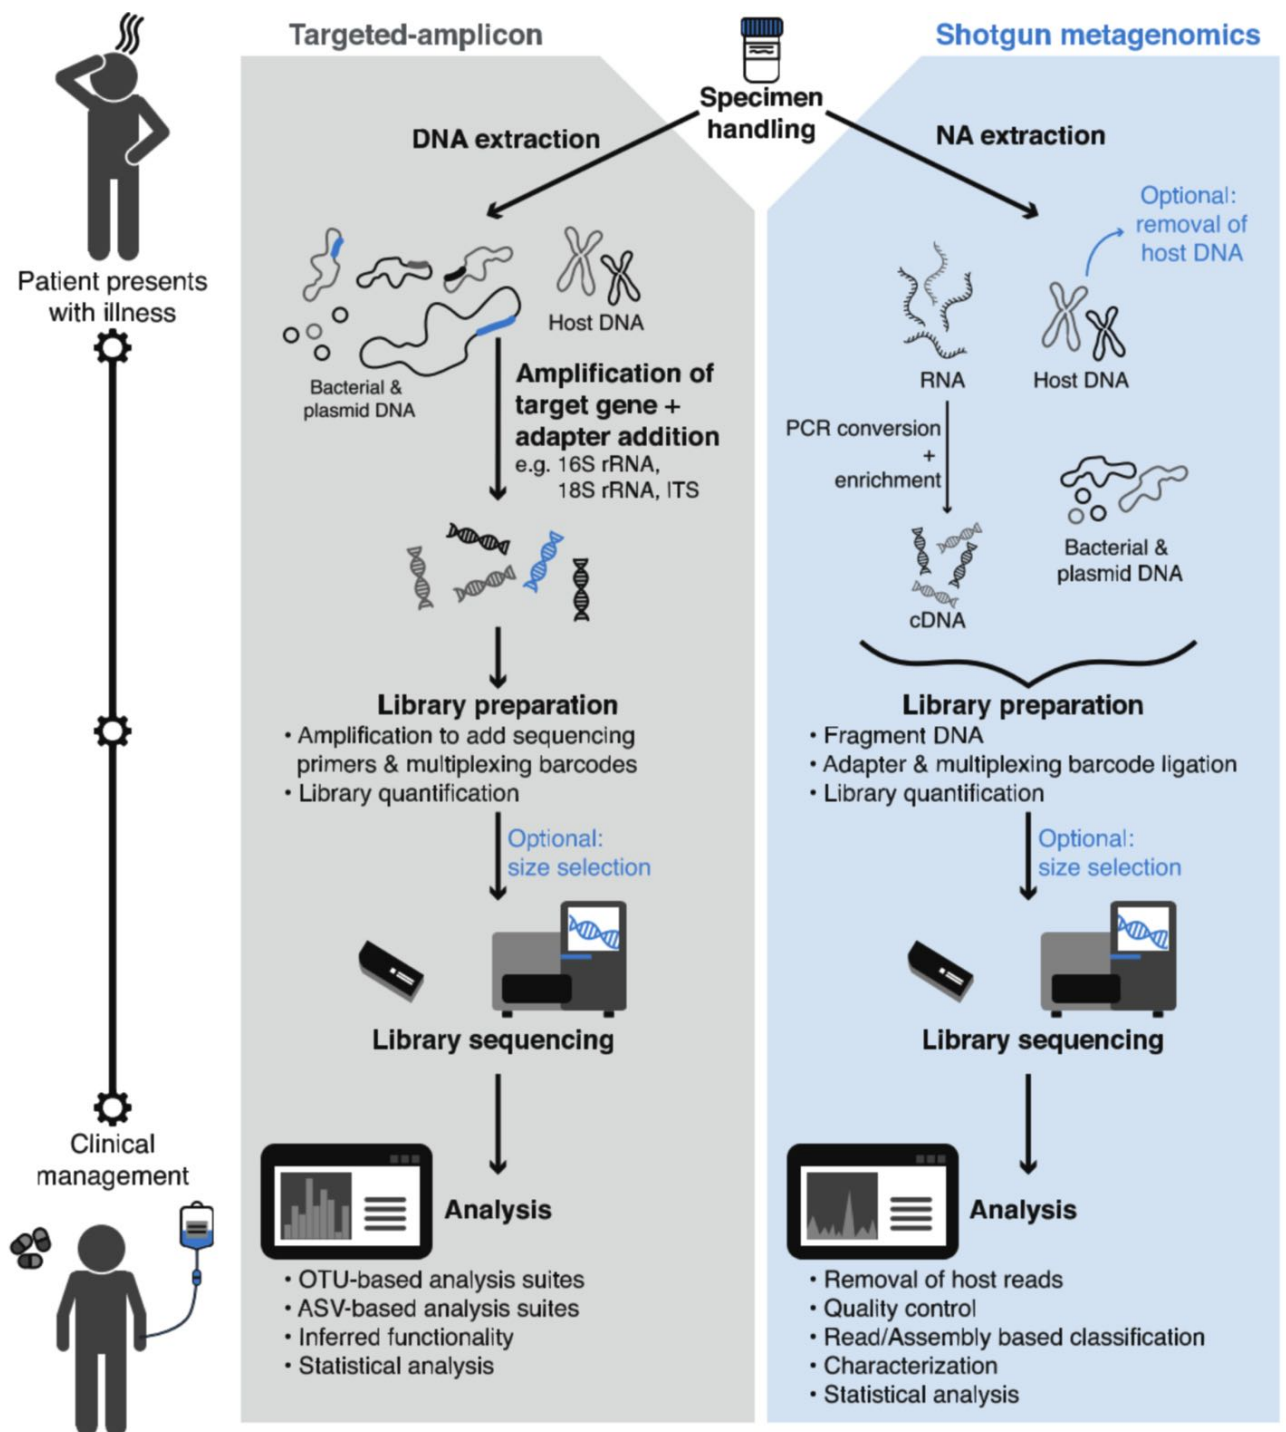 Targeted-amplicon
Shotgun metagenomics
Specimen
handling
DNA extraction
NA extraction
Optional:
removal of
host DNA
Patient presents
with illness
Host DNA
Bacterial &
plasmid DNA
Amplification of
target gene +
adapter addition
e.g. 16S rRNA,
18S rRNA, ITS
RNA
Host DNA
PCR conversion
+
enrichment
Bacterial &
plasmid DNA
cDNA
Library preparation
• Amplification to add sequencing
primers & multiplexing barcodes
• Library quantification
Optional:
size selection
Library preparation
• Fragment DNA
• Adapter & multiplexing barcode ligation
• Library quantification
Optional:
size selection
Library sequencing
Library sequencing
Clinical
management
Analysis
• OTU-based analysis suites
• ASV-based analysis suites
• Inferred functionality
• Statistical analysis
Analysis
• Removal of host reads
• Quality control
• Read/Assembly based classification
• Characterization
• Statistical analysis